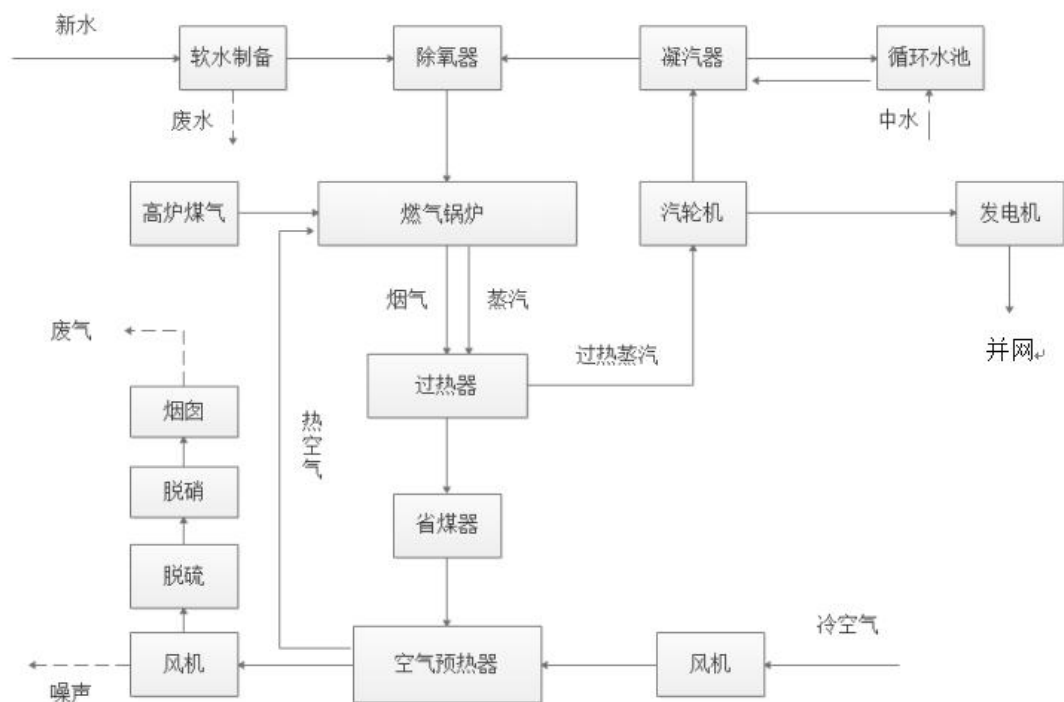 新水
软水制备
除氧器
凝汽器
循环水池
废水
中水
高炉煤气
燃气锅炉
汽轮机
发电机
烟气
蒸汽
废气
过热蒸汽
并网
过热器
烟囱
热空气
脱硝
省煤器
脱硫
冷空气
风机
空气预热器
风机
噪声